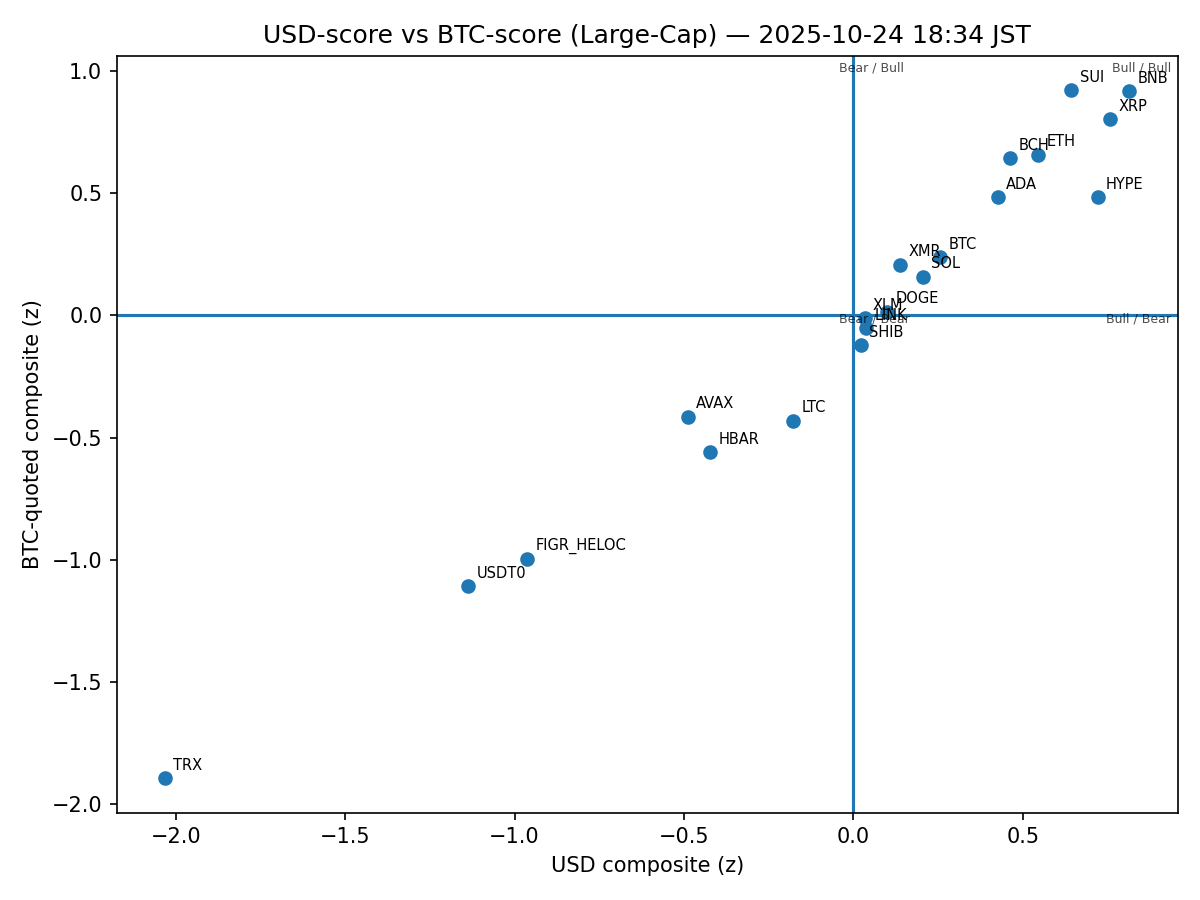 USD-score vs BTC-score (Large-Cap) — 2025-10-24 18:34 JST
Bear / Bull
Bull / Bull
SUI
BNB
XRP
BCH
ETH
ADA
HYPE
XMR
BTC
SOL
DOGE
XLM
LINK
Bear / Bear
Bull / Bear
SHIB
AVAX
LTC
HBAR
FIGR_HELOC
USDT0
TRX
1.0
0.5
0.0
−0.5
−1.0
−1.5
−2.0
BTC-quoted composite (z)
−2.0
−1.5
−1.0
−0.5
0.0
0.5
USD composite (z)